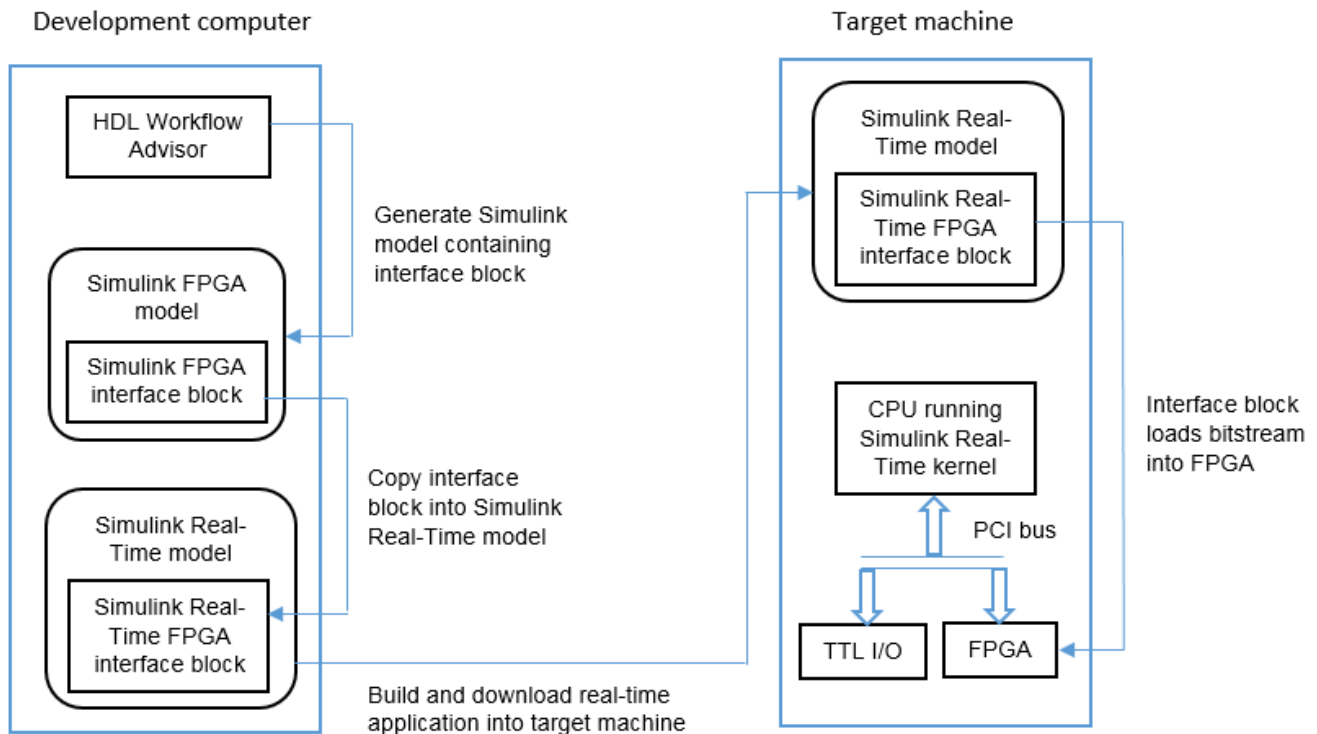 Development computer
HDL Workflow
Advisor
Generate Simulink
model containing
interface block
Simulink FPGA
model
Simulink FPGA
interface block
Copy interface
block into Simulink
Real-Time model
Simulink Real-
Time model
Simulink Real-
Time FPGA
interface block
Build and download real-time
application into target machine
Target machine
Simulink Real-
Time model
Simulink Real-
Time FPGA
interface block
CPU running
Simulink Real-
Time kernel
PCI bus
TTL I/O
FPGA
Interface block
loads bitstream
into FPGA